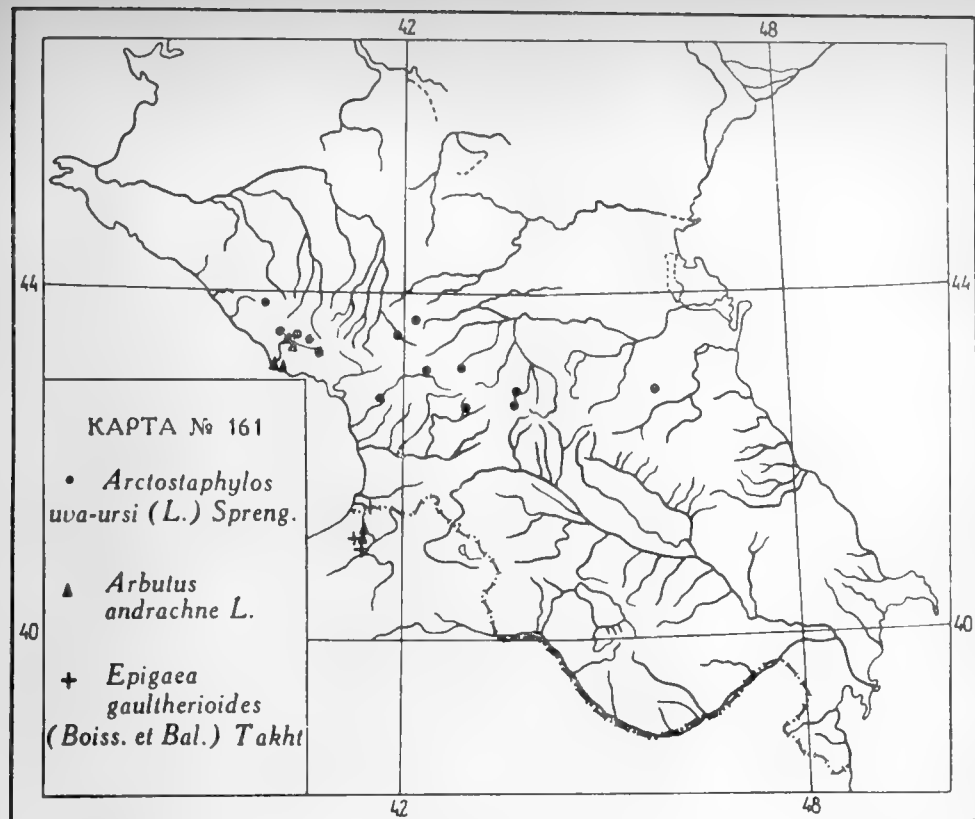 42 48
44 44
КАРТА № 161
• Arctostaphylos
uva-ursi (L.) Spreng.
▲ Arbutus
andrachne L.
40 40
+ Epigaea
gaultherioides
(Boiss. et Bal.) Takht
42 48